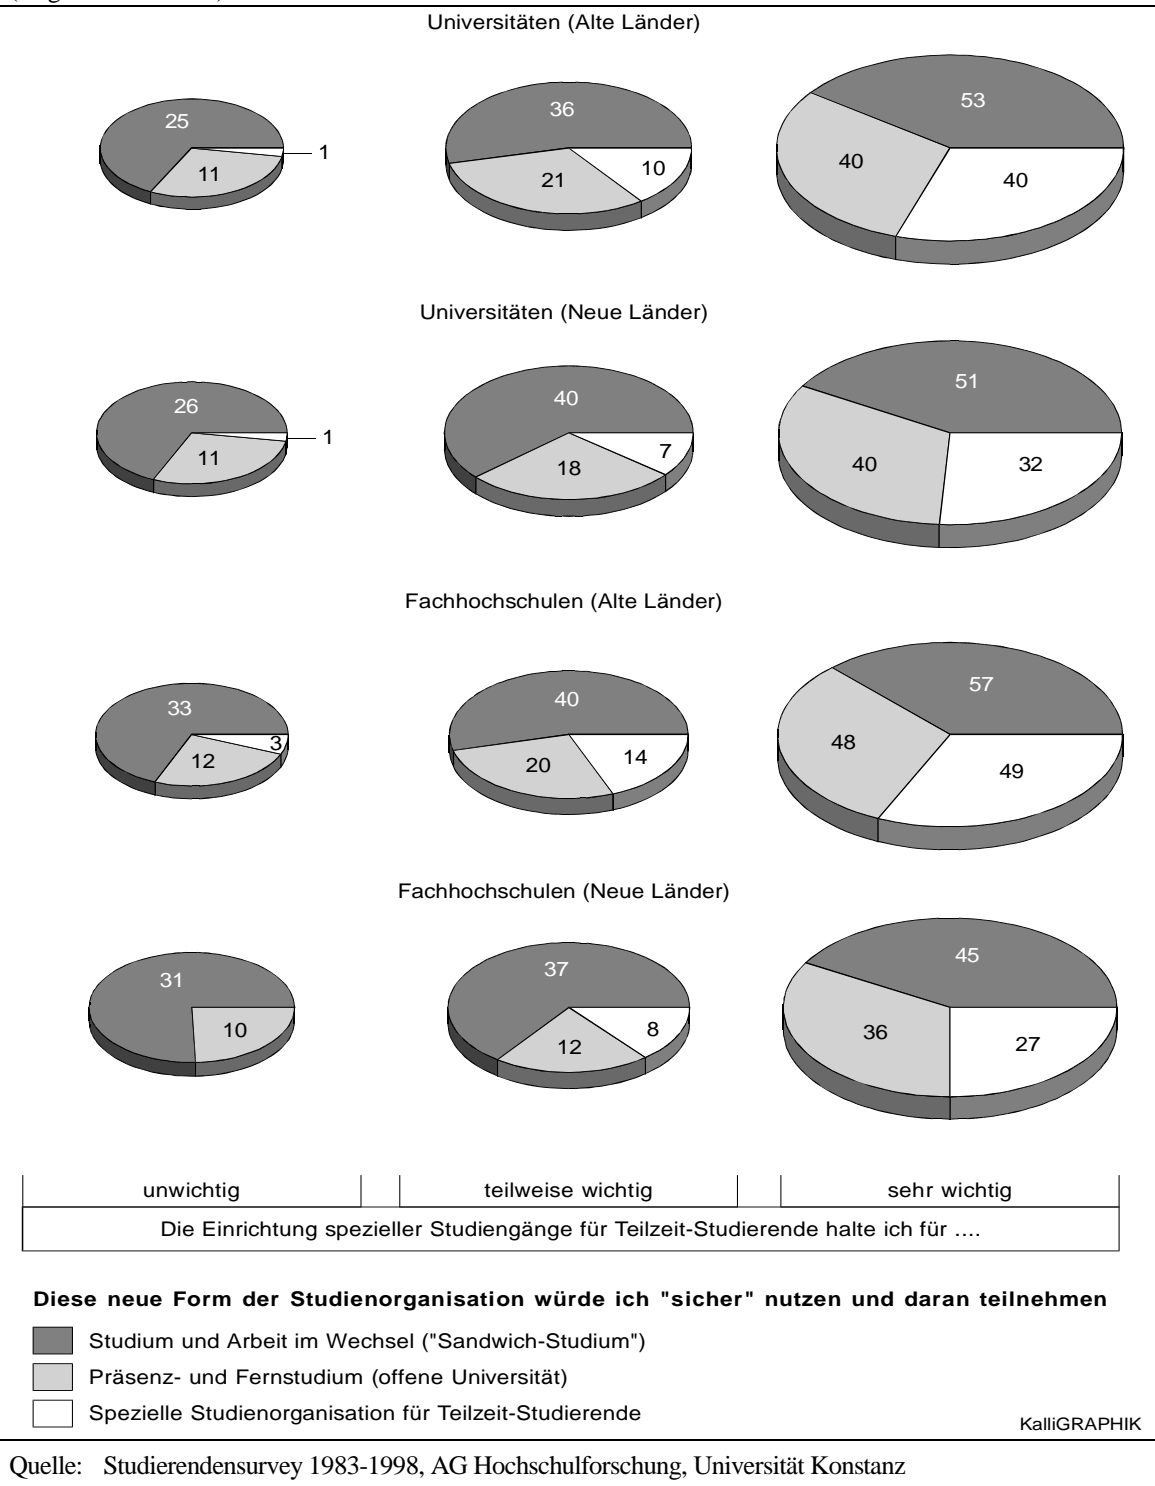 Universitäten (Alte Länder)
25
11
1
36
21
10
53
40
40
Universitäten (Neue Länder)
26
11
1
40
18
7
51
40
32
Fachhochschulen (Alte Länder)
33
12
3
40
20
14
57
48
49
Fachhochschulen (Neue Länder)
31
10
37
12
8
45
36
27
unwichtig teilweise wichtig sehr wichtig
Die Einrichtung spezieller Studiengänge für Teilzeit-Studierende halte ich für ....
Diese neue Form der Studienorganisation würde ich "sicher" nutzen und daran teilnehmen
Studium und Arbeit im Wechsel ("Sandwich-Studium")
Präsenz- und Fernstudium (offene Universität)
Spezielle Studienorganisation für Teilzeit-Studierende
KalliGRAPHIK
Quelle: Studierendensurvey 1983-1998, AG Hochschulforschung, Universität Konstanz